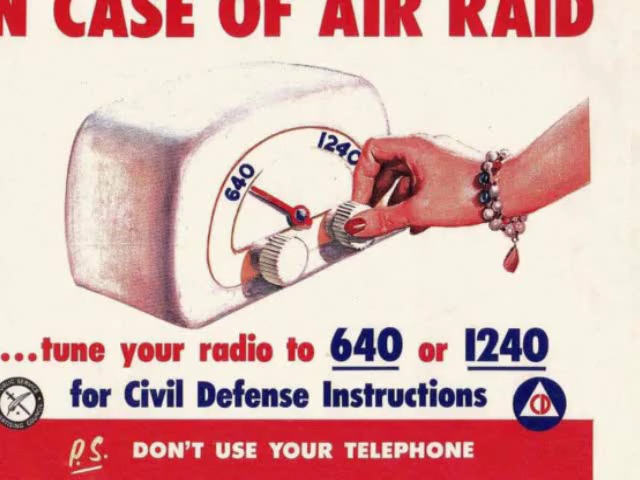 N CASE OF AIR RAID
640
1240
...tune your radio to 640 or 1240
for Civil Defense Instructions
CD
P.S. DON'T USE YOUR TELEPHONE